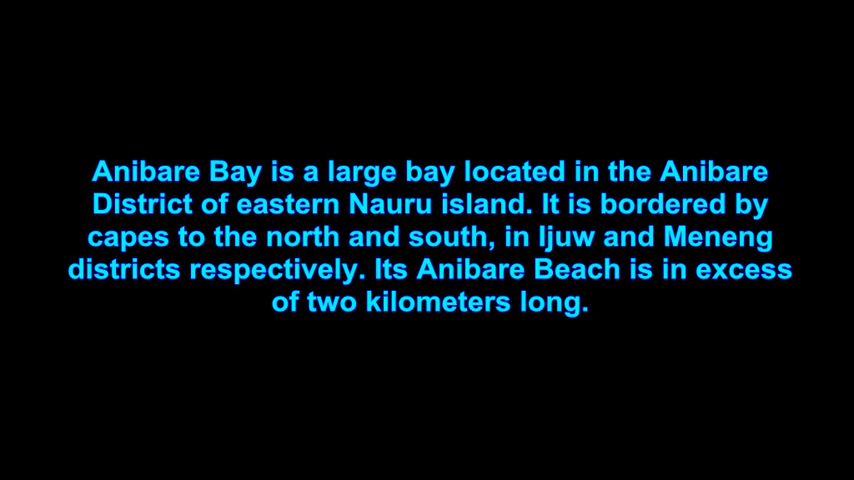 Anibare Bay is a large bay located in the Anibare
District of eastern Nauru island. It is bordered by
capes to the north and south, in Ijuw and Meneng
districts respectively. Its Anibare Beach is in excess
of two kilometers long.